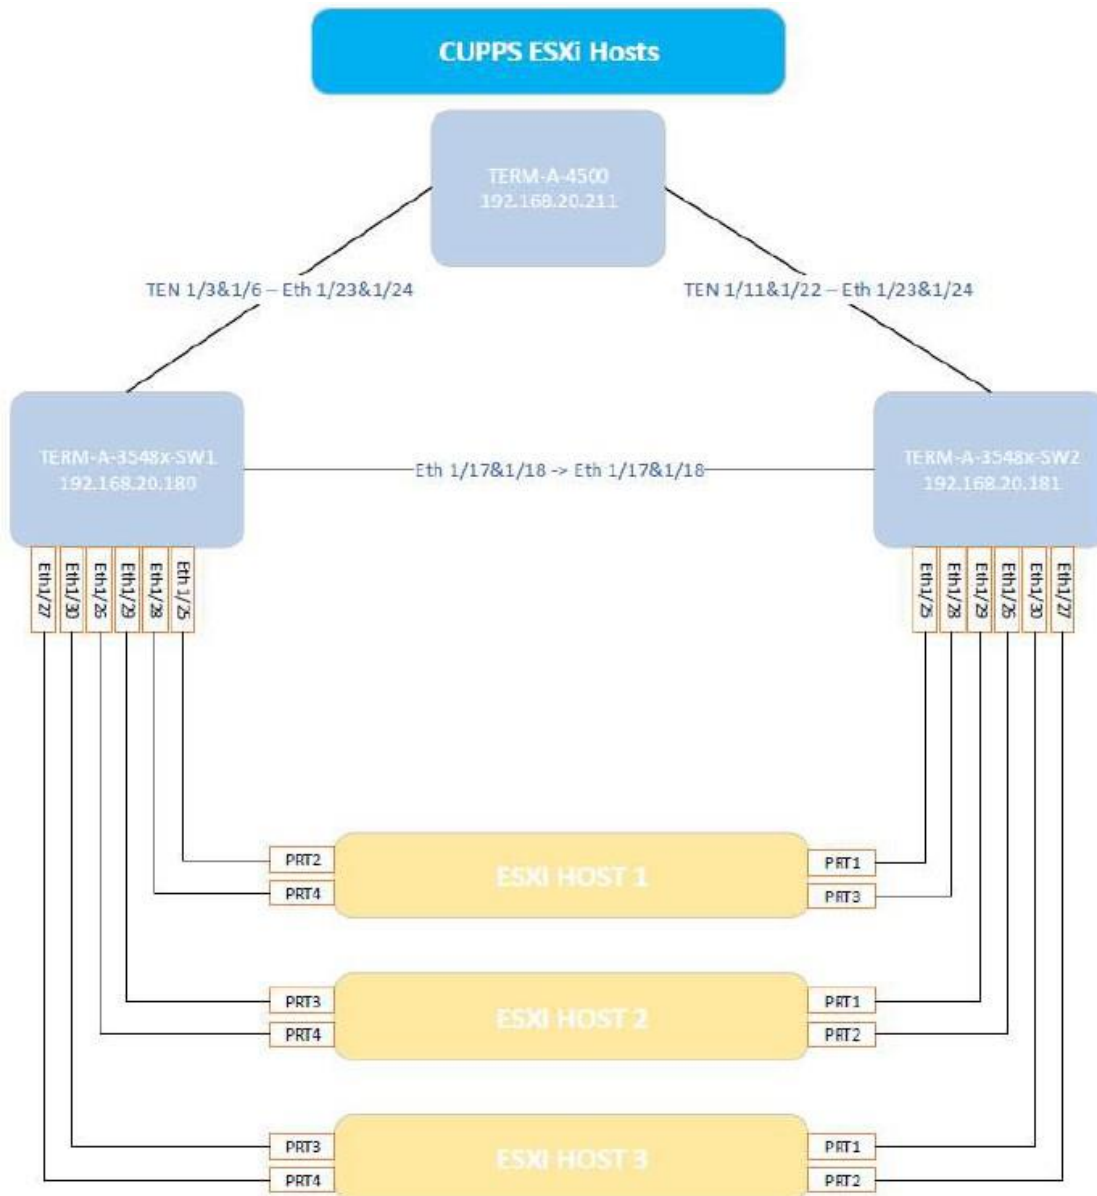 CUPPS ESXi Hosts
TERM-A-4500
192.168.20.211
TEN 1/3&1/6 – Eth 1/23&1/24
TEN 1/11&1/22 – Eth 1/23&1/24
TERM-A-3548x-SW1
192.168.20.180
Eth 1/17&1/18 -> Eth 1/17&1/18
TERM-A-3548x-SW2
192.168.20.181
Eth1/27
Eth1/30
Eth1/26
Eth1/29
Eth1/28
Eth 1/25
Eth1/25
Eth1/28
Eth1/29
Eth1/26
Eth1/30
Eth1/27
PRT2
PRT4
ESXi HOST 1
PRT1
PRT3
PRT3
PRT4
ESXi HOST 2
PRT1
PRT2
PRT3
PRT4
ESXi HOST 3
PRT1
PRT2